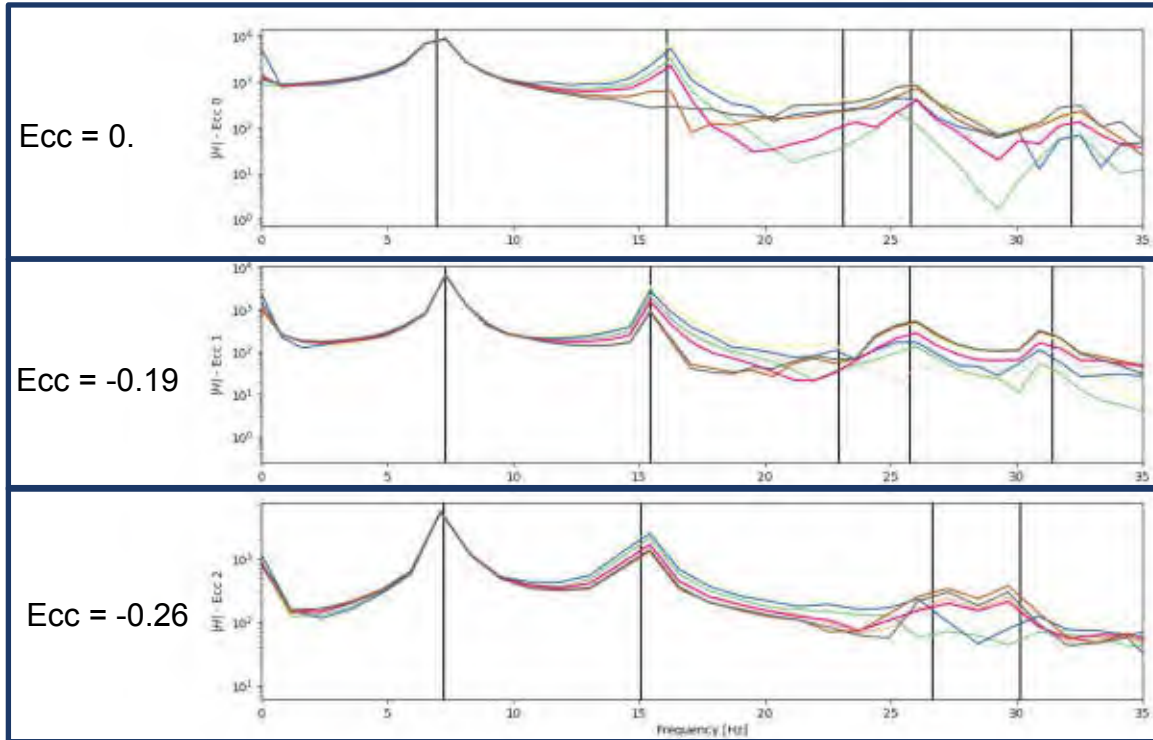 Ecc = 0.
|H| - Ecc 0
10⁴
10³
10²
10¹
10⁰
0 5 10 15 20 25 30 35
Ecc = -0.19
|H| - Ecc 1
10⁴
10³
10²
10¹
10⁰
0 5 10 15 20 25 30 35
Ecc = -0.26
|H| - Ecc 2
10³
10²
10¹
0 5 10 15 20 25 30 35
Frequency [Hz]